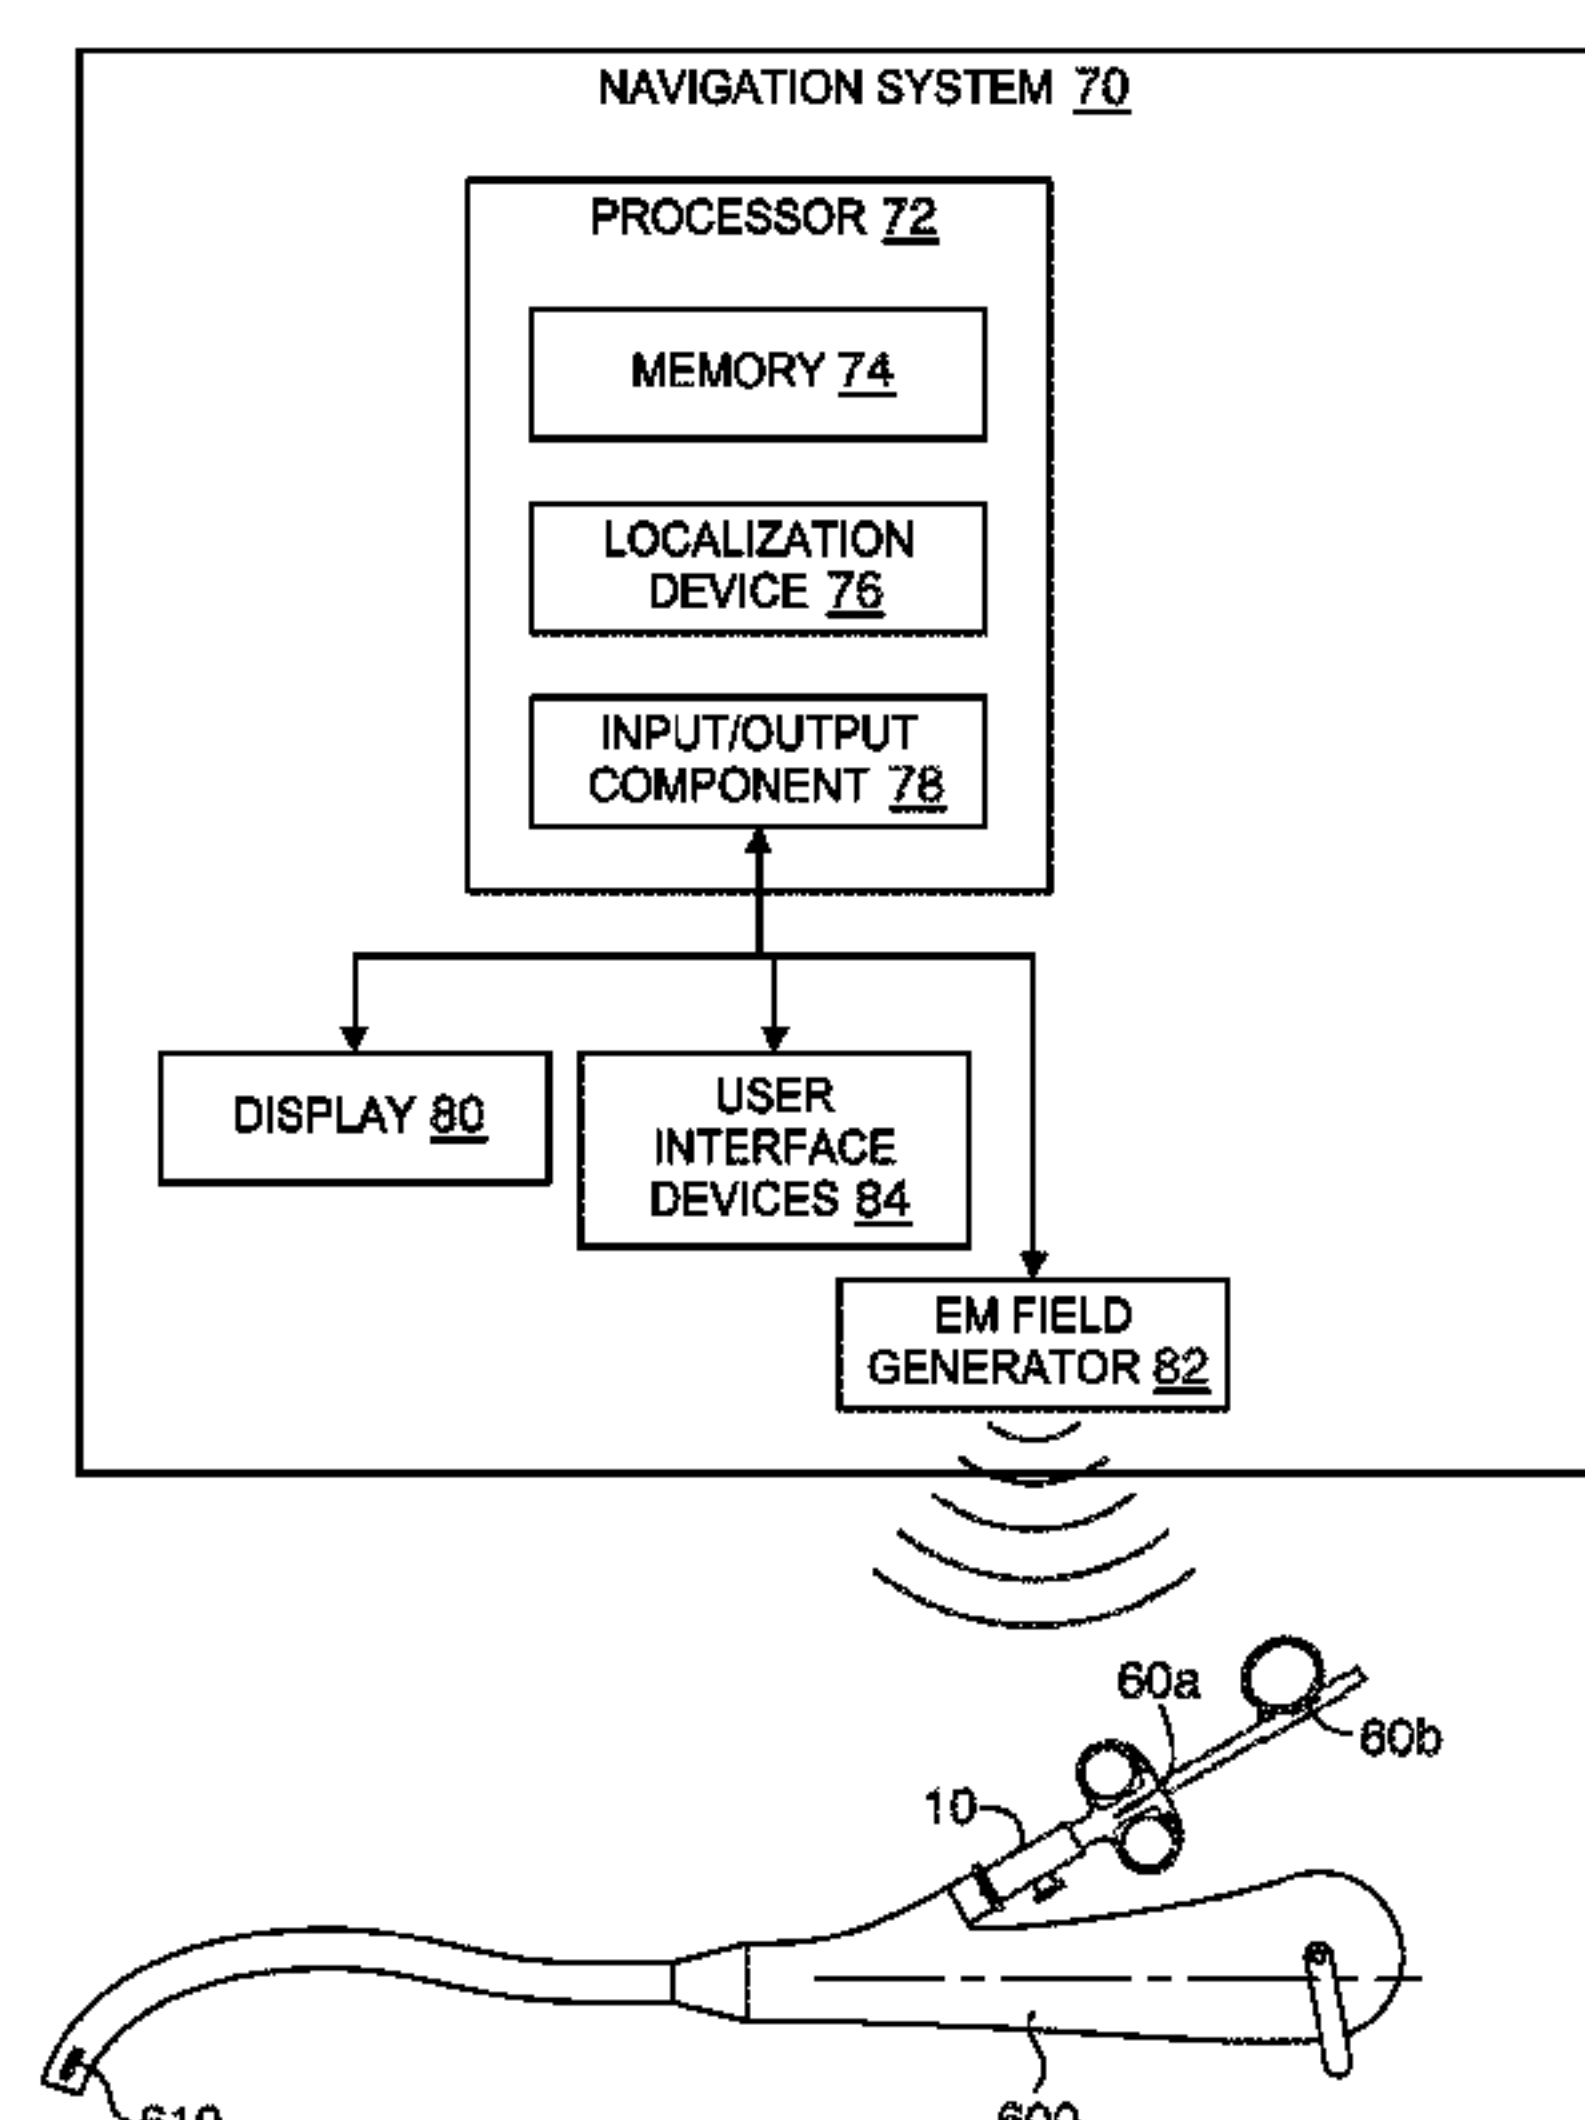 NAVIGATION SYSTEM 70
PROCESSOR 72
MEMORY 74
LOCALIZATION
DEVICE 76
INPUT/OUTPUT
COMPONENT 78
DISPLAY 80
USER
INTERFACE
DEVICES 84
EM FIELD
GENERATOR 82
60a
60b
10
600